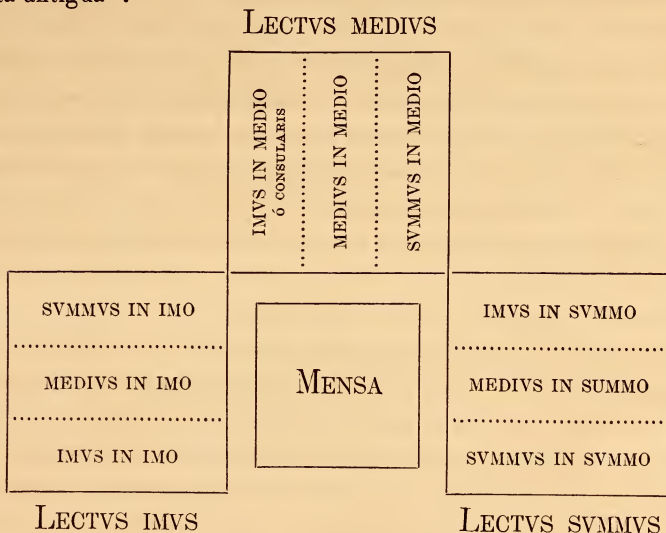 antigua
LECTVS MEDIVS
IMVS IN MEDIO
Ó CONSULARIS
MEDIVS IN MEDIO
SVMMVS IN MEDIO
SVMMVS IN IMO
MEDIVS IN IMO
IMVS IN IMO
MENSA
IMVS IN SVMMO
MEDIVS IN SUMMO
SVMMVS IN SVMMO
LECTVS IMVS
LECTVS SVMMVS